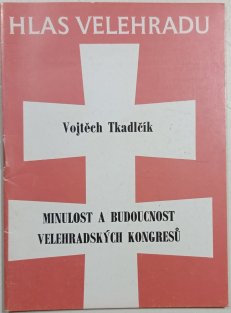 HLAS VELEHRADU
Vojtěch Tkadlčík
MINULOST A BUDOUCNOST
VELEHRADSKÝCH KONGRESŮ